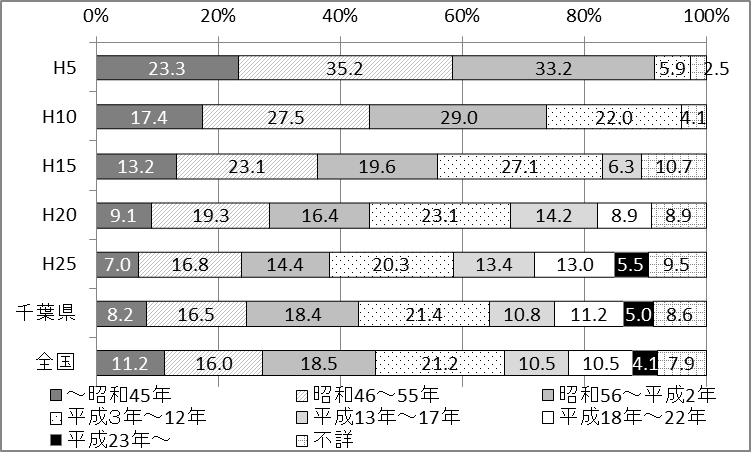 0% 20% 40% 60% 80% 100%
H5 23.3 35.2 33.2 5.9 2.5
H10 17.4 27.5 29.0 22.0 4.1
H15 13.2 23.1 19.6 27.1 6.3 10.7
H20 9.1 19.3 16.4 23.1 14.2 8.9 8.9
H25 7.0 16.8 14.4 20.3 13.4 13.0 5.5 9.5
千葉県 8.2 16.5 18.4 21.4 10.8 11.2 5.0 8.6
全国 11.2 16.0 18.5 21.2 10.5 10.5 4.1 7.9
～昭和45年 昭和46～55年 昭和56～平成2年
平成３年～12年 平成13年～17年 平成18年～22年
平成23年～ 不詳